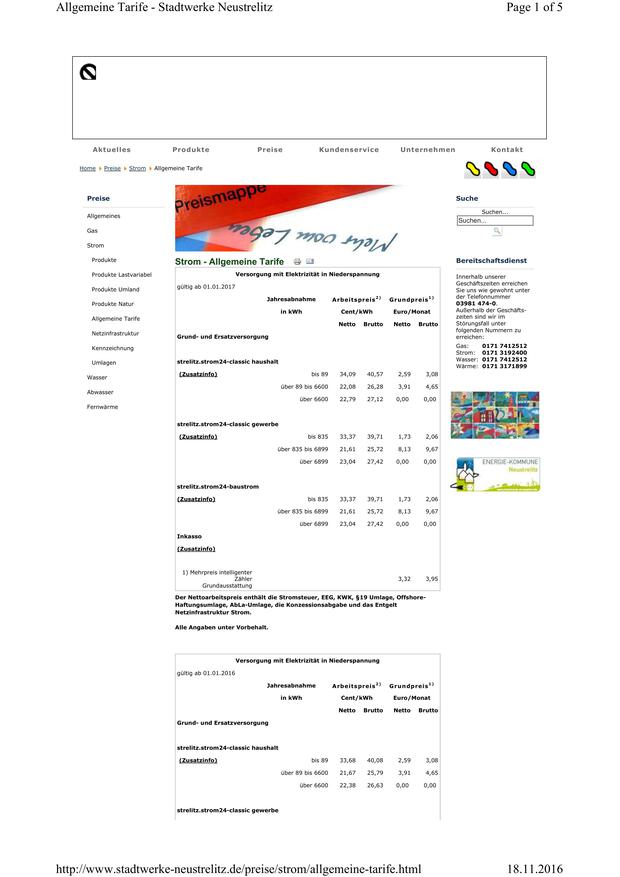 Allgemeine Tarife - Stadtwerke Neustrelitz Page 1 of 5
Aktuelles Produkte Preise Kundenservice Unternehmen Kontakt
Home Preise Strom Allgemeine Tarife
Preise
Allgemeines
Gas
Strom
Produkte
Produkte Lastvariabel
Produkte Umland
Produkte Natur
Allgemeine Tarife
Netzinfrastruktur
Kennzeichnung
Umlagen
Wasser
Abwasser
Fernwärme
Preismappe
Mehr vom Leben
Strom - Allgemeine Tarife
Versorgung mit Elektrizität in Niederspannung
gültig ab 01.01.2017
Jahresabnahme Arbeitspreis2) Grundpreis1)
in kWh Cent/kWh Euro/Monat
Netto Brutto Netto Brutto
Grund- und Ersatzversorgung
strelitz.strom24-classic haushalt
(Zusatzinfo) bis 89 34,09 40,57 2,59 3,08
über 89 bis 6600 22,08 26,28 3,91 4,65
über 6600 22,79 27,12 0,00 0,00
strelitz.strom24-classic gewerbe
(Zusatzinfo) bis 835 33,37 39,71 1,73 2,06
über 835 bis 6899 21,61 25,72 8,13 9,67
über 6899 23,04 27,42 0,00 0,00
strelitz.strom24-baustrom
(Zusatzinfo) bis 835 33,37 39,71 1,73 2,06
über 835 bis 6899 21,61 25,72 8,13 9,67
über 6899 23,04 27,42 0,00 0,00
Inkasso
(Zusatzinfo)
1) Mehrpreis intelligenter
Zähler 3,32 3,95
Grundausstattung
Der Nettoarbeitspreis enthält die Stromsteuer, EEG, KWK, §19 Umlage, Offshore-
Haftungsumlage, AbLa-Umlage, die Konzessionsabgabe und das Entgelt
Netzinfrastruktur Strom.
Alle Angaben unter Vorbehalt.
Versorgung mit Elektrizität in Niederspannung
gültig ab 01.01.2016
Jahresabnahme Arbeitspreis2) Grundpreis1)
in kWh Cent/kWh Euro/Monat
Netto Brutto Netto Brutto
Grund- und Ersatzversorgung
strelitz.strom24-classic haushalt
(Zusatzinfo) bis 89 33,68 40,08 2,59 3,08
über 89 bis 6600 21,67 25,79 3,91 4,65
über 6600 22,38 26,63 0,00 0,00
strelitz.strom24-classic gewerbe
Suche
Suchen...
Suchen...
Bereitschaftsdienst
Innerhalb unserer
Geschäftszeiten erreichen
Sie uns wie gewohnt unter
der Telefonnummer
03981 474-0.
Außerhalb der Geschäfts-
zeiten sind wir im
Störungsfall unter
folgenden Nummern zu
erreichen:
Gas: 0171 7412512
Strom: 0171 3192400
Wasser: 0171 7412512
Wärme: 0171 3171899
ENERGIE-KOMMUNE
Neustrelitz
http://www.stadtwerke-neustrelitz.de/preise/strom/allgemeine-tarife.html 18.11.2016